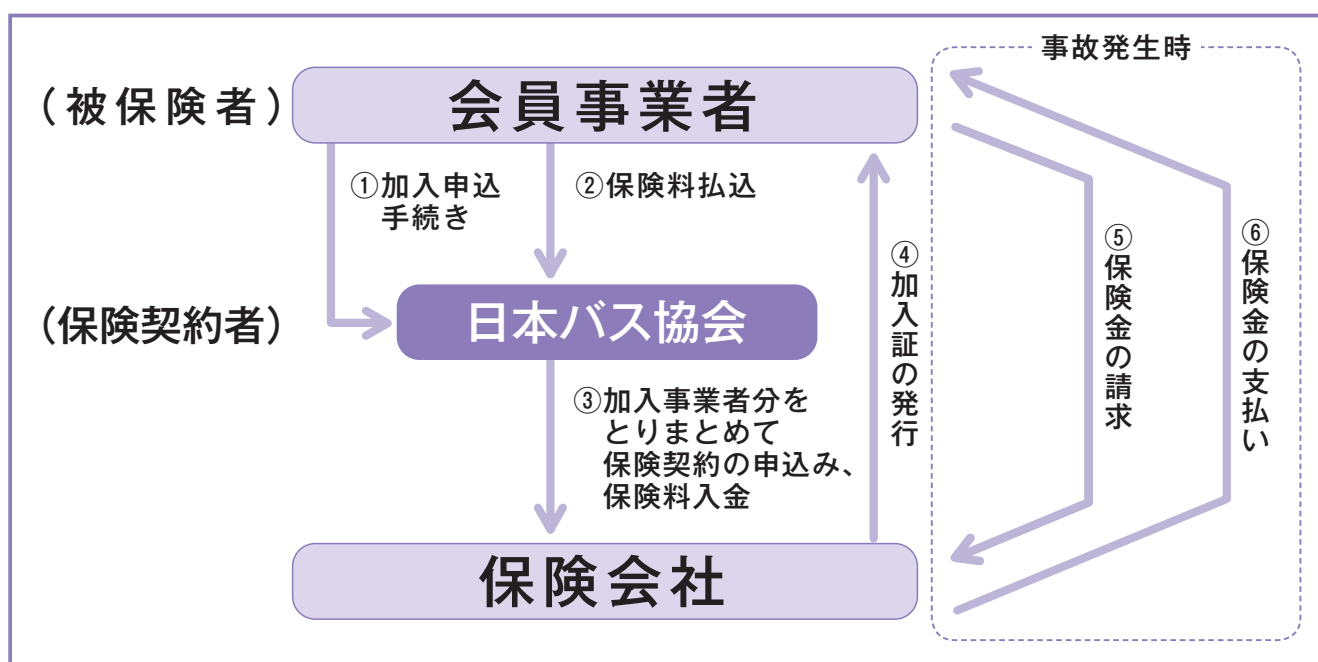 事故発生時
（被保険者）
会員事業者
①加入申込
手続き
②保険料払込
（保険契約者）
日本バス協会
③加入事業者分を
とりまとめて
保険契約の申込み、
保険料入金
④加入証の発行
⑤保険金の請求
⑥保険金の支払い
保険会社